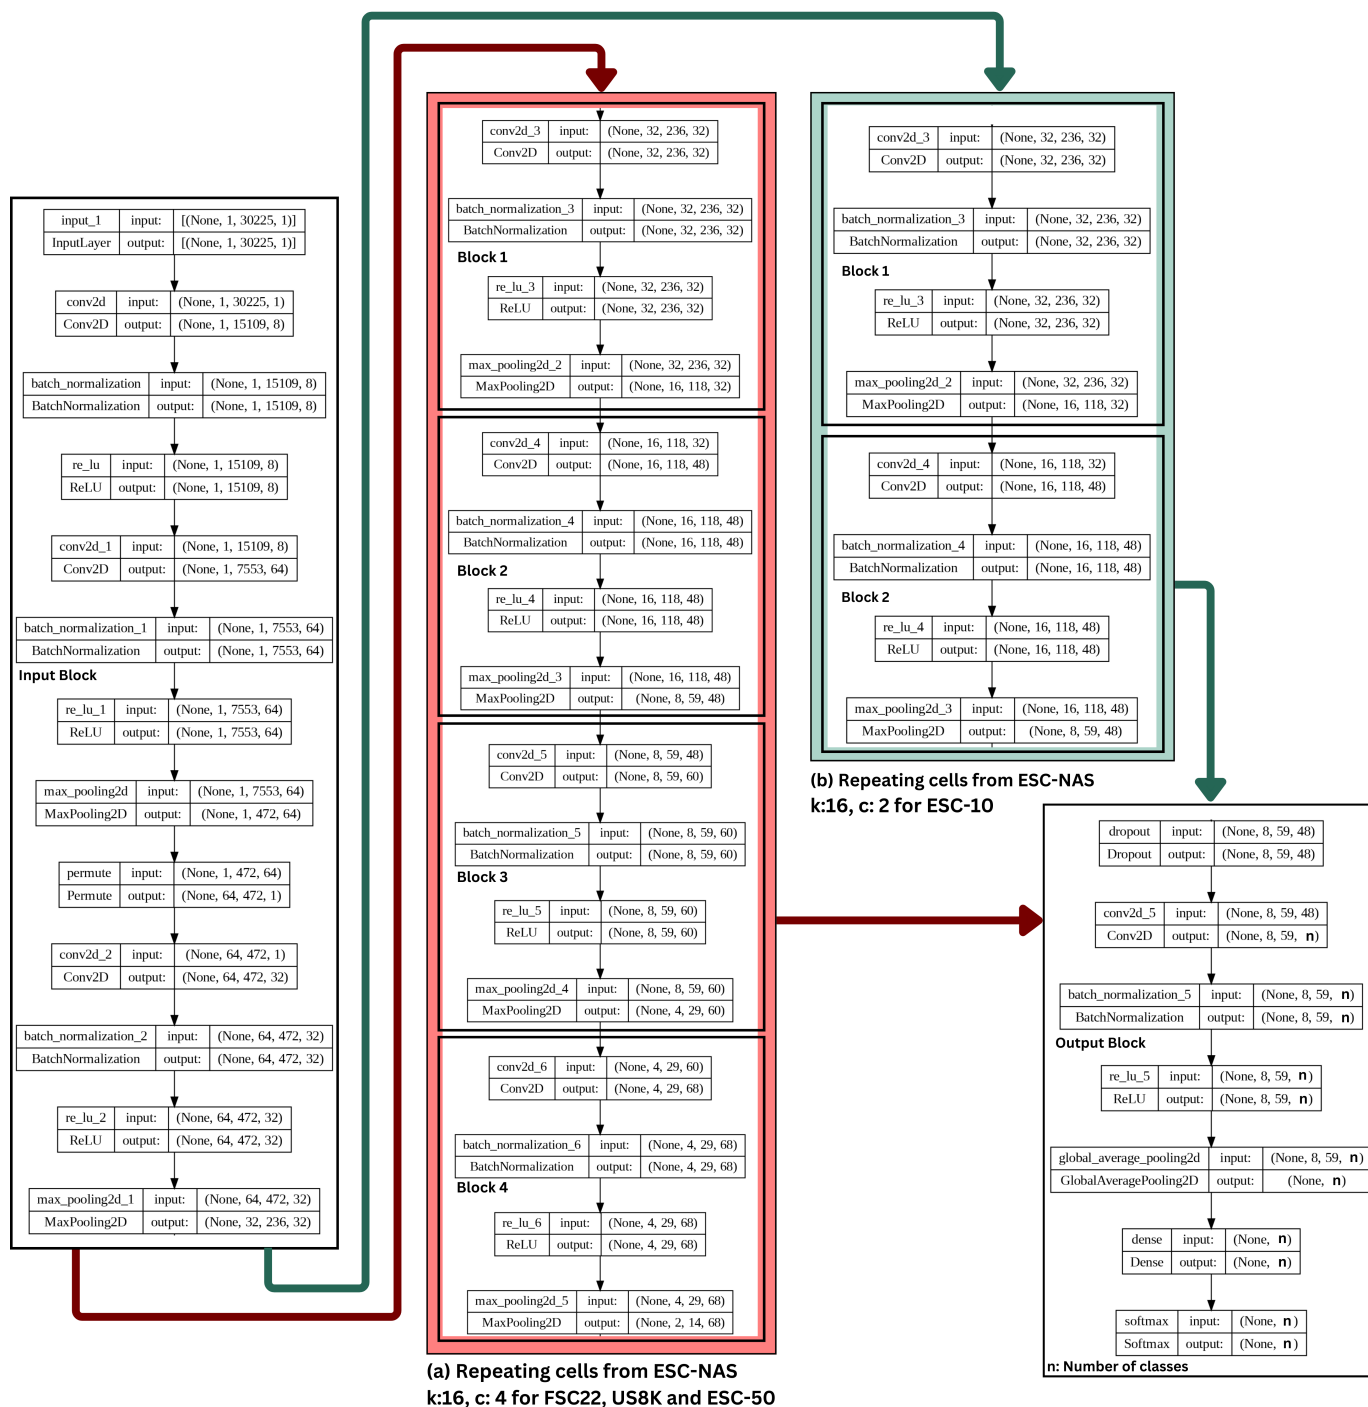 input_1 input: [(None, 1, 30225, 1)]
InputLayer output: [(None, 1, 30225, 1)]
conv2d input: (None, 1, 30225, 1)
Conv2D output: (None, 1, 15109, 8)
batch_normalization input: (None, 1, 15109, 8)
BatchNormalization output: (None, 1, 15109, 8)
re_lu input: (None, 1, 15109, 8)
ReLU output: (None, 1, 15109, 8)
conv2d_1 input: (None, 1, 15109, 8)
Conv2D output: (None, 1, 7553, 64)
batch_normalization_1 input: (None, 1, 7553, 64)
BatchNormalization output: (None, 1, 7553, 64)
Input Block
re_lu_1 input: (None, 1, 7553, 64)
ReLU output: (None, 1, 7553, 64)
max_pooling2d input: (None, 1, 7553, 64)
MaxPooling2D output: (None, 1, 472, 64)
permute input: (None, 1, 472, 64)
Permute output: (None, 64, 472, 1)
conv2d_2 input: (None, 64, 472, 1)
Conv2D output: (None, 64, 472, 32)
batch_normalization_2 input: (None, 64, 472, 32)
BatchNormalization output: (None, 64, 472, 32)
re_lu_2 input: (None, 64, 472, 32)
ReLU output: (None, 64, 472, 32)
max_pooling2d_1 input: (None, 64, 472, 32)
MaxPooling2D output: (None, 32, 236, 32)
conv2d_3 input: (None, 32, 236, 32)
Conv2D output: (None, 32, 236, 32)
batch_normalization_3 input: (None, 32, 236, 32)
BatchNormalization output: (None, 32, 236, 32)
Block 1
re_lu_3 input: (None, 32, 236, 32)
ReLU output: (None, 32, 236, 32)
max_pooling2d_2 input: (None, 32, 236, 32)
MaxPooling2D output: (None, 16, 118, 32)
conv2d_4 input: (None, 16, 118, 32)
Conv2D output: (None, 16, 118, 48)
batch_normalization_4 input: (None, 16, 118, 48)
BatchNormalization output: (None, 16, 118, 48)
Block 2
re_lu_4 input: (None, 16, 118, 48)
ReLU output: (None, 16, 118, 48)
max_pooling2d_3 input: (None, 16, 118, 48)
MaxPooling2D output: (None, 8, 59, 48)
conv2d_5 input: (None, 8, 59, 48)
Conv2D output: (None, 8, 59, 60)
batch_normalization_5 input: (None, 8, 59, 60)
BatchNormalization output: (None, 8, 59, 60)
Block 3
re_lu_5 input: (None, 8, 59, 60)
ReLU output: (None, 8, 59, 60)
max_pooling2d_4 input: (None, 8, 59, 60)
MaxPooling2D output: (None, 4, 29, 60)
conv2d_6 input: (None, 4, 29, 60)
Conv2D output: (None, 4, 29, 68)
batch_normalization_6 input: (None, 4, 29, 68)
BatchNormalization output: (None, 4, 29, 68)
Block 4
re_lu_6 input: (None, 4, 29, 68)
ReLU output: (None, 4, 29, 68)
max_pooling2d_5 input: (None, 4, 29, 68)
MaxPooling2D output: (None, 2, 14, 68)
(a) Repeating cells from ESC-NAS
k:16, c: 4 for FSC22, US8K and ESC-50
conv2d_3 input: (None, 32, 236, 32)
Conv2D output: (None, 32, 236, 32)
batch_normalization_3 input: (None, 32, 236, 32)
BatchNormalization output: (None, 32, 236, 32)
Block 1
re_lu_3 input: (None, 32, 236, 32)
ReLU output: (None, 32, 236, 32)
max_pooling2d_2 input: (None, 32, 236, 32)
MaxPooling2D output: (None, 16, 118, 32)
conv2d_4 input: (None, 16, 118, 32)
Conv2D output: (None, 16, 118, 48)
batch_normalization_4 input: (None, 16, 118, 48)
BatchNormalization output: (None, 16, 118, 48)
Block 2
re_lu_4 input: (None, 16, 118, 48)
ReLU output: (None, 16, 118, 48)
max_pooling2d_3 input: (None, 16, 118, 48)
MaxPooling2D output: (None, 8, 59, 48)
(b) Repeating cells from ESC-NAS
k:16, c: 2 for ESC-10
dropout input: (None, 8, 59, 48)
Dropout output: (None, 8, 59, 48)
conv2d_5 input: (None, 8, 59, 48)
Conv2D output: (None, 8, 59, n)
batch_normalization_5 input: (None, 8, 59, n)
BatchNormalization output: (None, 8, 59, n)
Output Block
re_lu_5 input: (None, 8, 59, n)
ReLU output: (None, 8, 59, n)
global_average_pooling2d input: (None, 8, 59, n)
GlobalAveragePooling2D output: (None, n)
dense input: (None, n)
Dense output: (None, n)
softmax input: (None, n)
Softmax output: (None, n)
n: Number of classes